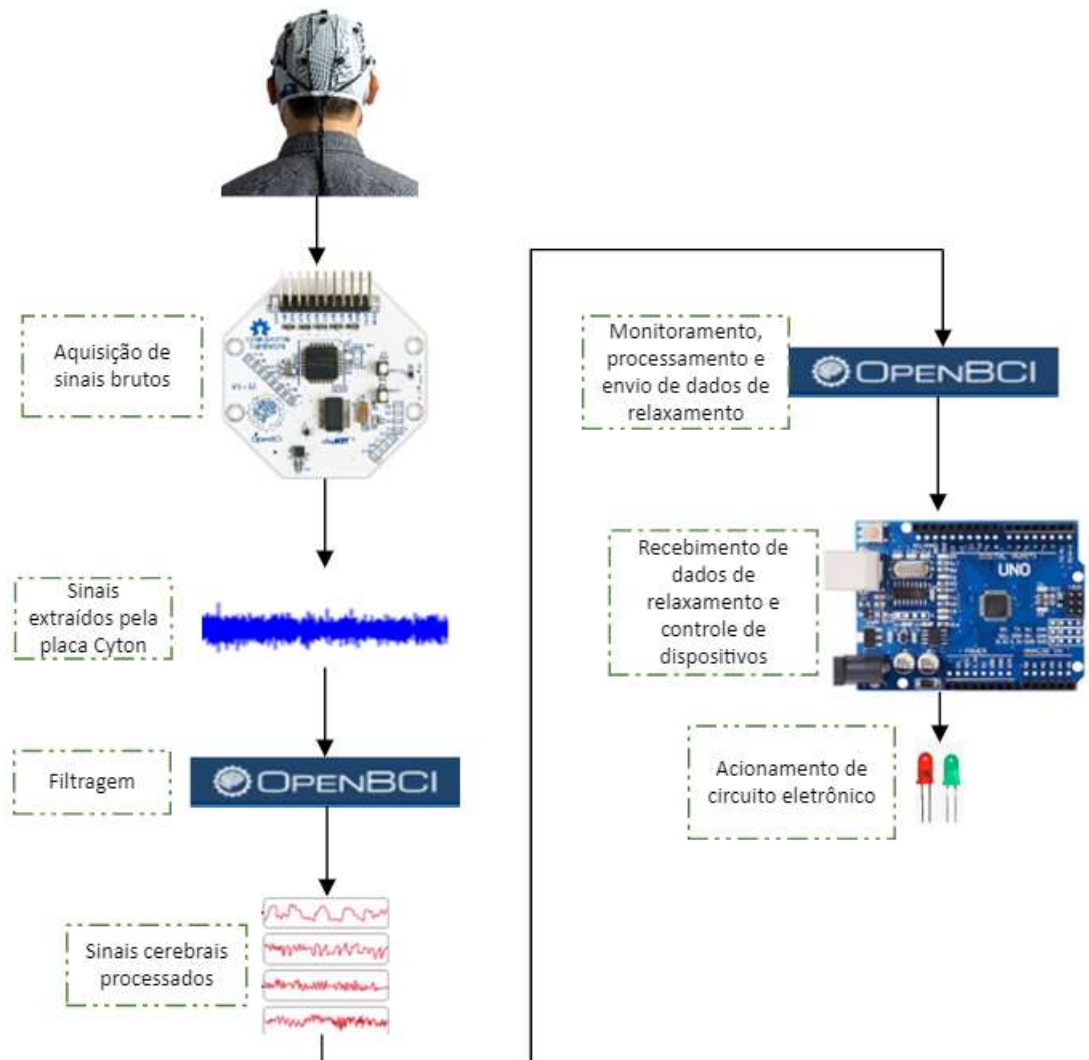 Aquisição de
sinais brutos
OpenBCI
Sinais
extraídos pela
placa Cyton
Filtragem
OPENBCI
Sinais cerebrais
processados
Monitoramento,
processamento e
envio de dados de
relaxamento
OPENBCI
Recebimento de
dados de
relaxamento e
controle de
dispositivos
UNO
Acionamento de
circuito eletrônico